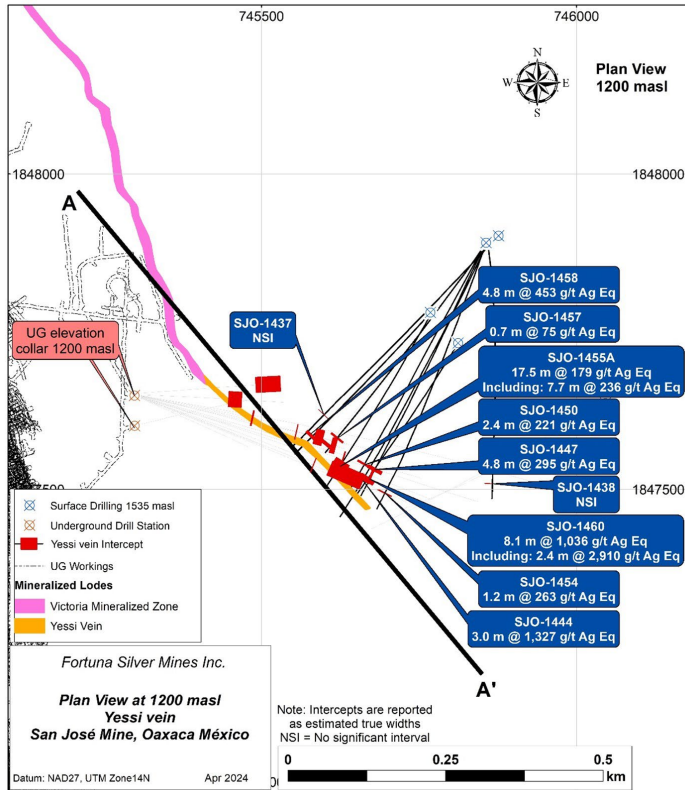 745500
746000
N
W
E
S
Plan View
1200 masl
1848000
1848000
A
SJO-1458
4.8 m @ 453 g/t Ag Eq
SJO-1437
NSI
SJO-1457
0.7 m @ 75 g/t Ag Eq
UG elevation
collar 1200 masl
SJO-1455A
17.5 m @ 179 g/t Ag Eq
Including: 7.7 m @ 236 g/t Ag Eq
SJO-1450
2.4 m @ 221 g/t Ag Eq
SJO-1447
4.8 m @ 295 g/t Ag Eq
1847500
SJO-1438
NSI
SJO-1460
8.1 m @ 1,036 g/t Ag Eq
Including: 2.4 m @ 2,910 g/t Ag Eq
SJO-1454
1.2 m @ 263 g/t Ag Eq
SJO-1444
3.0 m @ 1,327 g/t Ag Eq
Surface Drilling 1535 masl
Underground Drill Station
Yessi vein Intercept
UG Workings
Mineralized Lodes
Victoria Mineralized Zone
Yessi Vein
A'
Fortuna Silver Mines Inc.
Plan View at 1200 masl
Yessi vein
San José Mine, Oaxaca México
Datum: NAD27, UTM Zone14N
Apr 2024
Note: Intercepts are reported
as estimated true widths
NSI = No significant interval
0
0.25
0.5
km